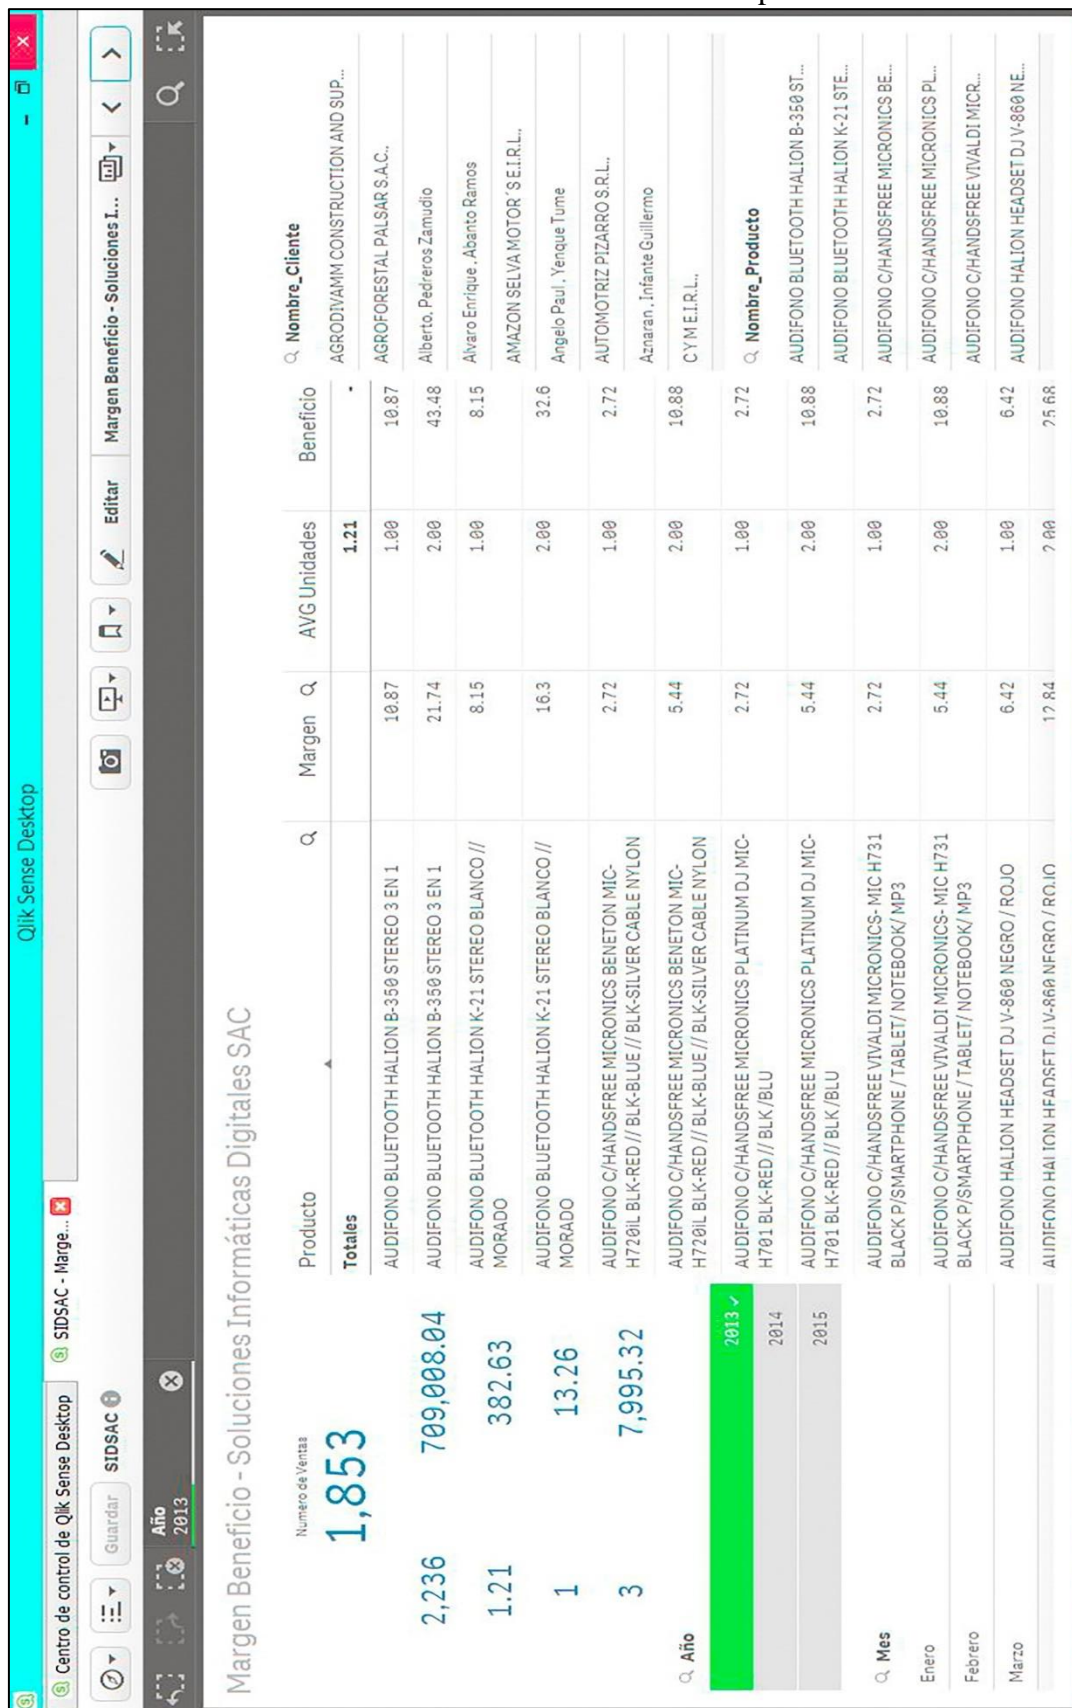 Qlik Sense Desktop
Centro de control de Qlik Sense Desktop
SIDSAC - Marge...
Guardar
SIDSAC
Editar
Margen Beneficio - Soluciones I...
Año
2013
Margen Beneficio - Soluciones Informáticas Digitales SAC
Numero de Ventas
1,853
2,236 709,008.04
1.21 382.63
1 13.26
3 7,995.32
Año
2013
2014
2015
Mes
Enero
Febrero
Marzo
Producto Margen AVG Unidades Beneficio
Totales 1.21 -
AUDIFONO BLUETOOTH HALION B-350 STEREO 3 EN 1 10.87 1.00 10.87
AUDIFONO BLUETOOTH HALION B-350 STEREO 3 EN 1 21.74 2.00 43.48
AUDIFONO BLUETOOTH HALION K-21 STEREO BLANCO // 8.15 1.00 8.15
MORADO
AUDIFONO BLUETOOTH HALION K-21 STEREO BLANCO // 16.3 2.00 32.6
MORADO
AUDIFONO C/HANDSFREE MICRONICS BENETON MIC- 2.72 1.00 2.72
H720iL BLK-RED // BLK-BLUE // BLK-SILVER CABLE NYLON
AUDIFONO C/HANDSFREE MICRONICS BENETON MIC- 5.44 2.00 10.88
H720iL BLK-RED // BLK-BLUE // BLK-SILVER CABLE NYLON
AUDIFONO C/HANDSFREE MICRONICS PLATINUM DJ MIC- 2.72 1.00 2.72
H701 BLK-RED // BLK/BLU
AUDIFONO C/HANDSFREE MICRONICS PLATINUM DJ MIC- 5.44 2.00 10.88
H701 BLK-RED // BLK/BLU
AUDIFONO C/HANDSFREE VIVALDI MICRONICS- MIC H731 2.72 1.00 2.72
BLACK P/SMARTPHONE / TABLET/ NOTEBOOK/ MP3
AUDIFONO C/HANDSFREE VIVALDI MICRONICS- MIC H731 5.44 2.00 10.88
BLACK P/SMARTPHONE / TABLET/ NOTEBOOK/ MP3
AUDIFONO HALION HEADSET DJ V-860 NEGRO / ROJO 6.42 1.00 6.42
AUDIFONO HALION HEADSET DJ V-860 NEGRO / ROJO 12.84 2.00 25.68
Nombre_Cliente
AGRODIVAMM CONSTRUCTION AND SUP...
AGROFORESTAL PALSAR S.A.C..
Alberto, Pedreros Zamudio
Alvaro Enrique, Abanto Ramos
AMAZON SELVA MOTOR´S E.I.R.L..
Angelo Paul, Yenque Tume
AUTOMOTRIZ PIZARRO S.R.L..
Aznaran, Infante Guillermo
C Y M E.I.R.L..
Nombre_Producto
AUDIFONO BLUETOOTH HALION B-350 ST...
AUDIFONO BLUETOOTH HALION K-21 STE...
AUDIFONO C/HANDSFREE MICRONICS BE...
AUDIFONO C/HANDSFREE MICRONICS PL...
AUDIFONO C/HANDSFREE VIVALDI MICR...
AUDIFONO HALION HEADSET DJ V-860 NE...